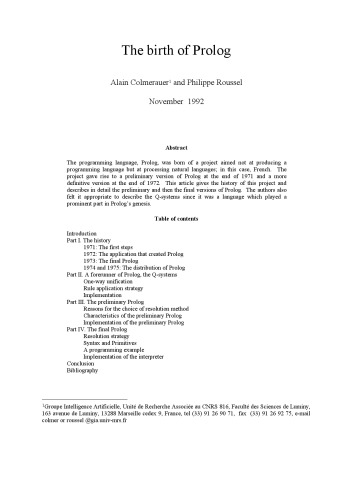 The birth of Prolog
Alain Colmerauer¹ and Philippe Roussel
November 1992
Abstract
The programming language, Prolog, was born of a project aimed not at producing a
programming language but at processing natural languages; in this case, French. The
project gave rise to a preliminary version of Prolog at the end of 1971 and a more
definitive version at the end of 1972. This article gives the history of this project and
describes in detail the preliminary and then the final versions of Prolog. The authors also
felt it appropriate to describe the Q-systems since it was a language which played a
prominent part in Prolog's genesis.
Table of contents
Introduction
Part I. The history
1971: The first steps
1972: The application that created Prolog
1973: The final Prolog
1974 and 1975: The distribution of Prolog
Part II. A forerunner of Prolog, the Q-systems
One-way unification
Rule application strategy
Implementation
Part III. The preliminary Prolog
Reasons for the choice of resolution method
Characteristics of the preliminary Prolog
Implementation of the preliminary Prolog
Part IV. The final Prolog
Resolution strategy
Syntax and Primitives
A programming example
Implementation of the interpreter
Conclusion
Bibliography
¹Groupe Intelligence Artificielle, Unité de Recherche Associée au CNRS 816, Faculté des Sciences de Luminy,
163 avenue de Luminy, 13288 Marseille codex 9, France, tel (33) 91 26 90 71, fax: (33) 91 26 92 75, e-mail
colmer or roussel @gia.univ-mrs.fr